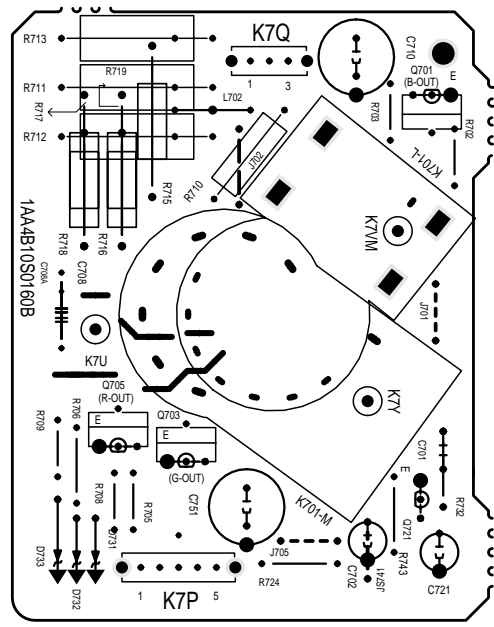 R713
K7Q
C710
R719
Q701
(B-OUT)
E
R711
R717
1
3
L702
R703
R702
R712
J702
K701-L
R710
R715
1AA4B10S0160B
K7VM
R718
C708
R716
C708A
J701
K7U
Q705
(R-OUT)
K7Y
R709
R706
E
Q703
E
(G-OUT)
C701
E
R708
R705
C751
K701-M
R732
Q721
Q731
D733
D732
J705
R724
C702
JS741
R743
C721
1
5
K7P